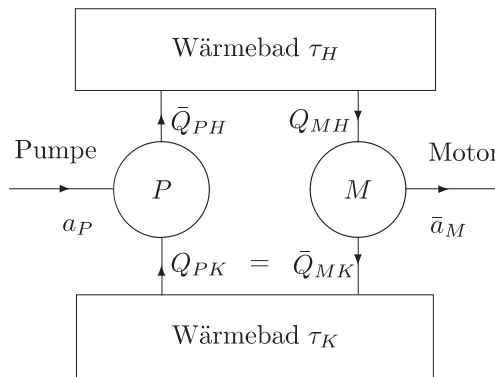 Wärmebad τ_H
Q̄_PH Q_MH
Pumpe Motor
P M
a_P ā_M
Q_PK = Q̄_MK
Wärmebad τ_K